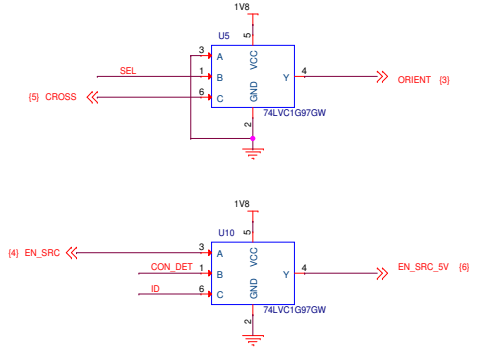 1V8
U5
5
3
A
VCC
SEL
1
B
Y
4
ORIENT {3}
{5} CROSS
6
C
GND
2
74LVC1G97GW
1V8
U10
5
{4} EN_SRC
3
A
VCC
CON_DET
1
B
Y
4
EN_SRC_5V {6}
ID
6
C
GND
2
74LVC1G97GW